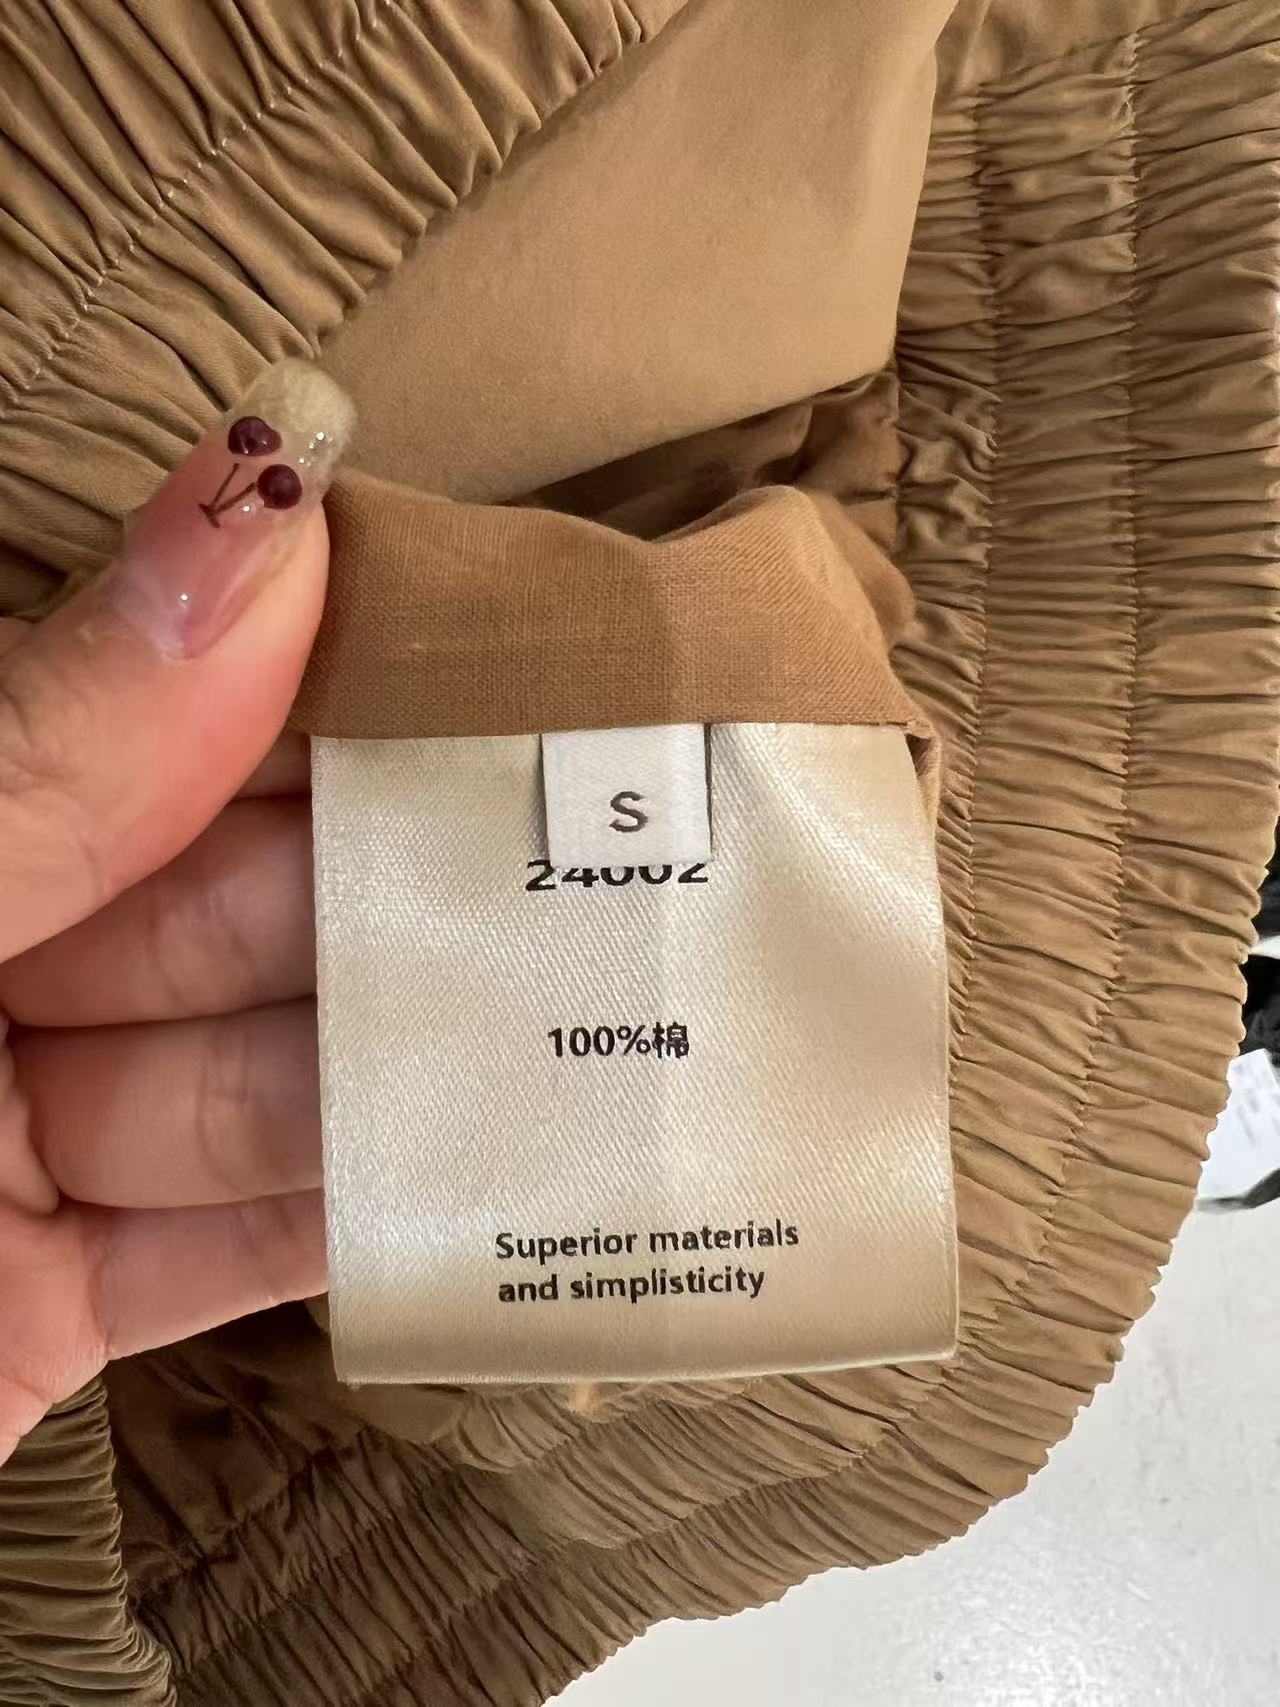 S
24002
100%棉
Superior materials
and simplisticity